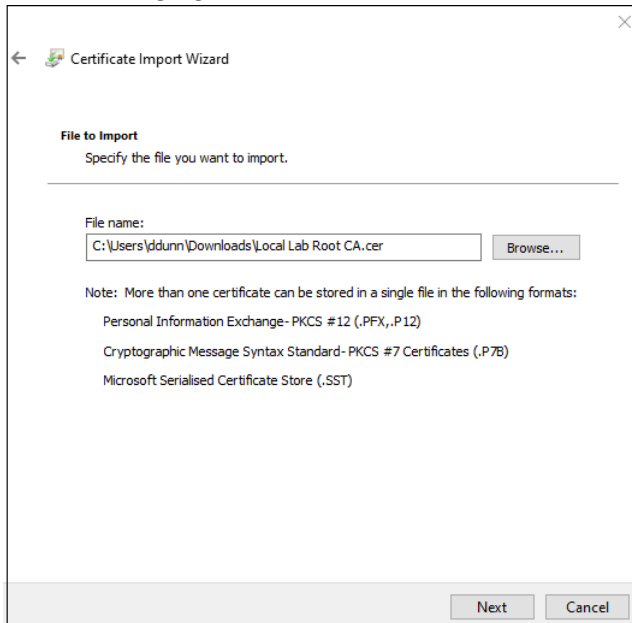 Certificate Import Wizard
File to Import
Specify the file you want to import.
File name:
C:\Users\ddunn\Downloads\Local Lab Root CA.cer
Browse...
Note: More than one certificate can be stored in a single file in the following formats:
Personal Information Exchange- PKCS #12 (.PFX,.P12)
Cryptographic Message Syntax Standard- PKCS #7 Certificates (.P7B)
Microsoft Serialised Certificate Store (.SST)
Next
Cancel